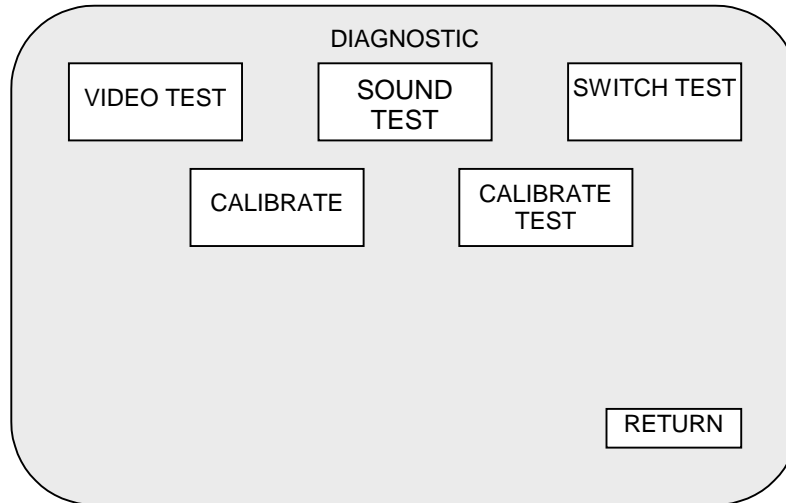 DIAGNOSTIC
VIDEO TEST
SOUND
TEST
SWITCH TEST
CALIBRATE
CALIBRATE
TEST
RETURN